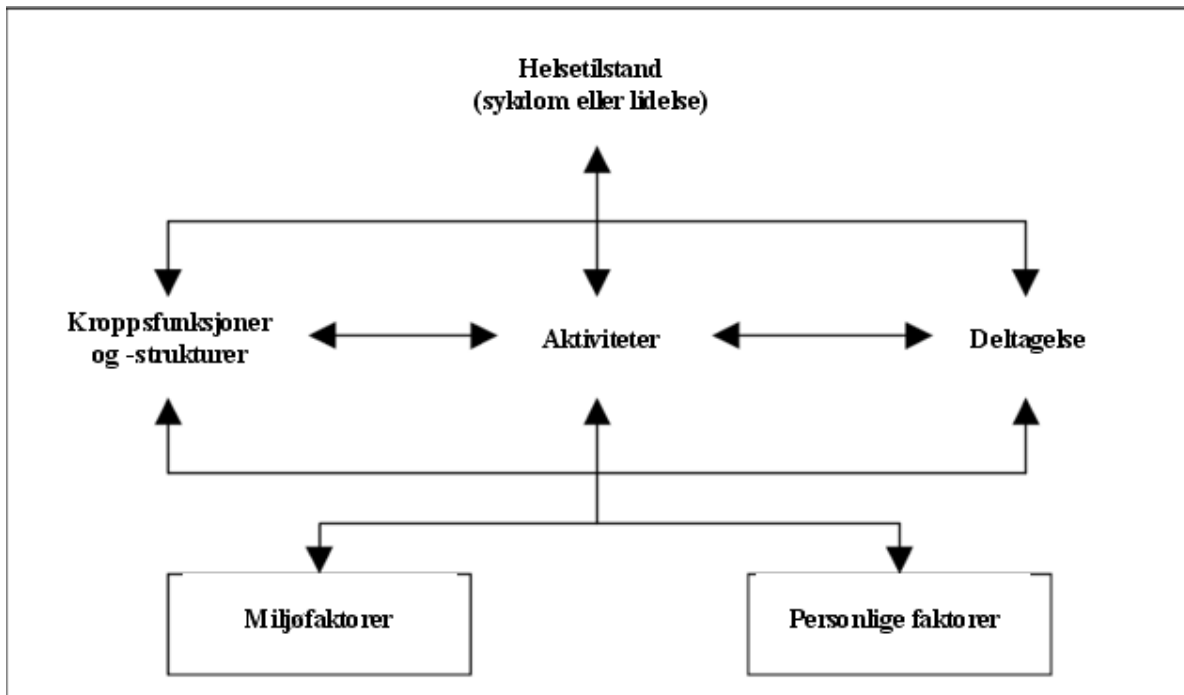 Helsetilstand
(sykdom eller lidelse)
Kroppsfunksjoner
og -strukturer
Aktiviteter
Deltagelse
Miljøfaktorer
Personlige faktorer